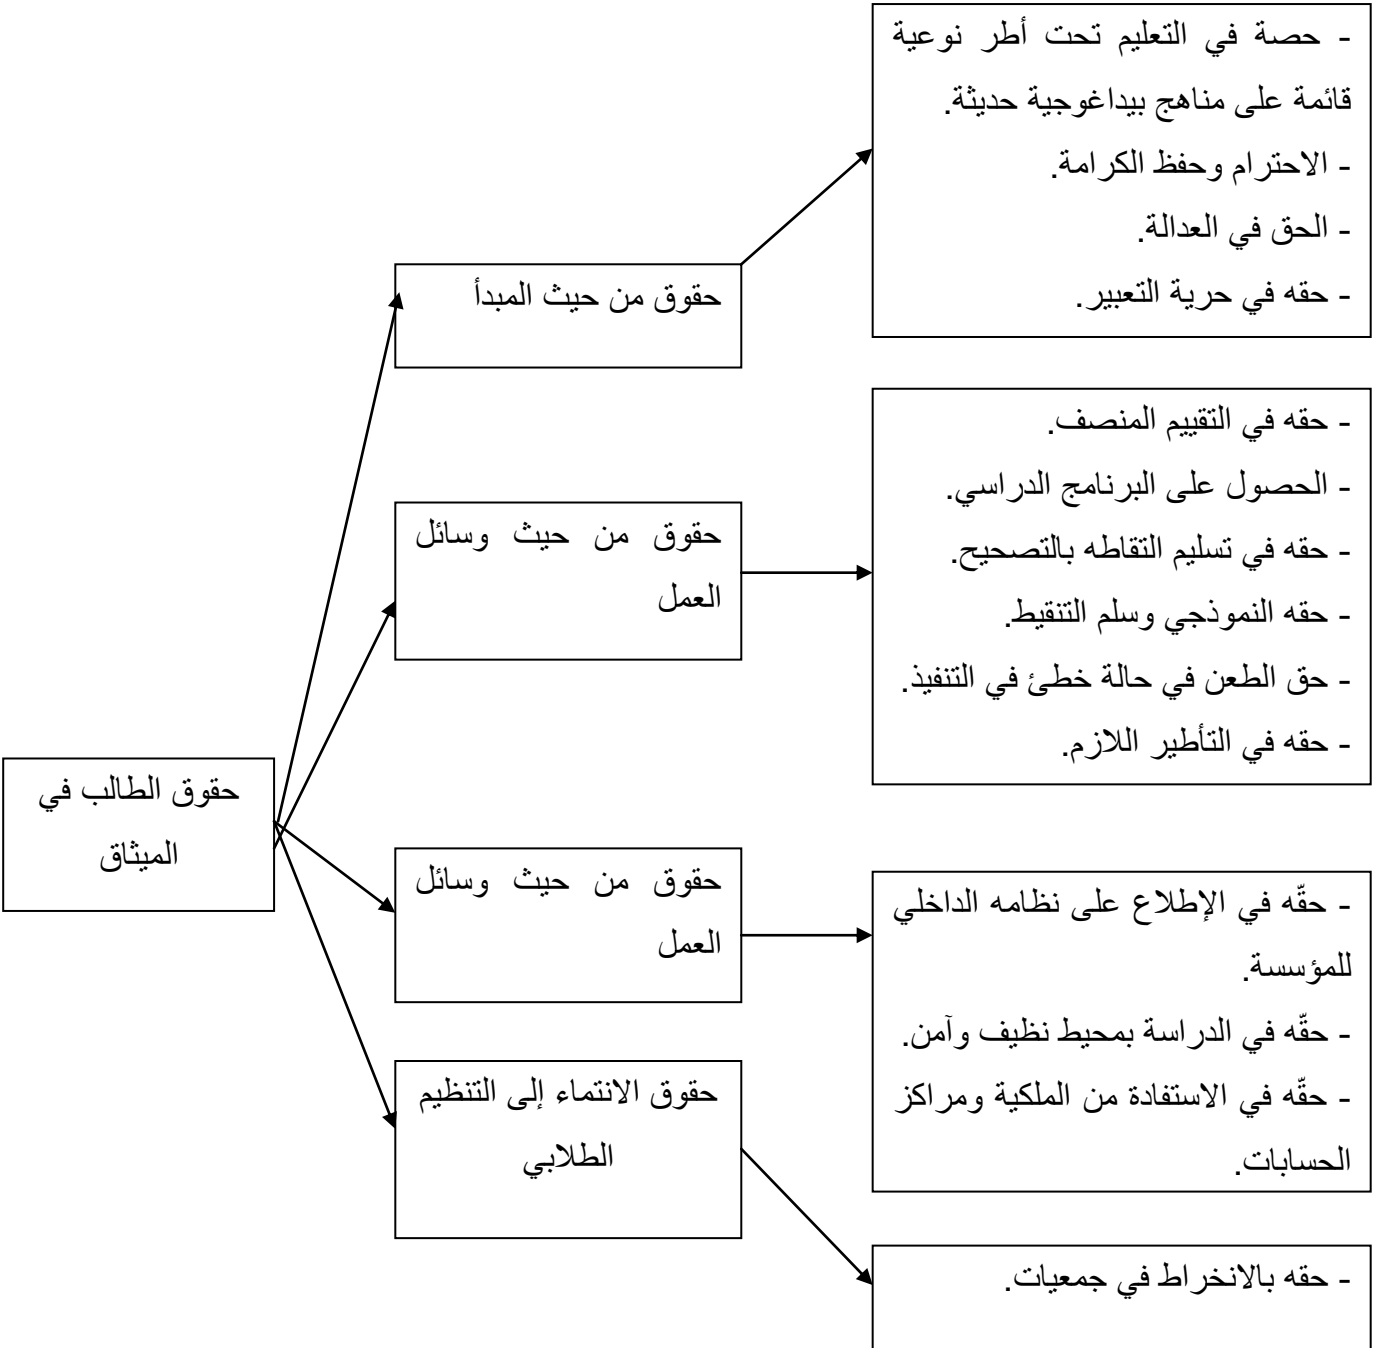 - حصة في التعليم تحت أطر نوعية
قائمة على مناهج بيداغوجية حديثة.
- الاحترام وحفظ الكرامة.
- الحق في العدالة.
- حقه في حرية التعبير.
حقوق من حيث المبدأ
- حقه في التقييم المنصف.
- الحصول على البرنامج الدراسي.
- حقه في تسليم التقاطه بالتصحيح.
- حقه النموذجي وسلم التنقيط.
- حق الطعن في حالة خطئ في التنفيذ.
- حقه في التأطير اللازم.
حقوق من حيث وسائل
العمل
حقوق الطالب في
الميثاق
حقوق من حيث وسائل
العمل
- حقّه في الإطلاع على نظامه الداخلي
للمؤسسة.
- حقّه في الدراسة بمحيط نظيف وآمن.
- حقّه في الاستفادة من الملكية ومراكز
الحسابات.
حقوق الانتماء إلى التنظيم
الطلابي
- حقه بالانخراط في جمعيات.